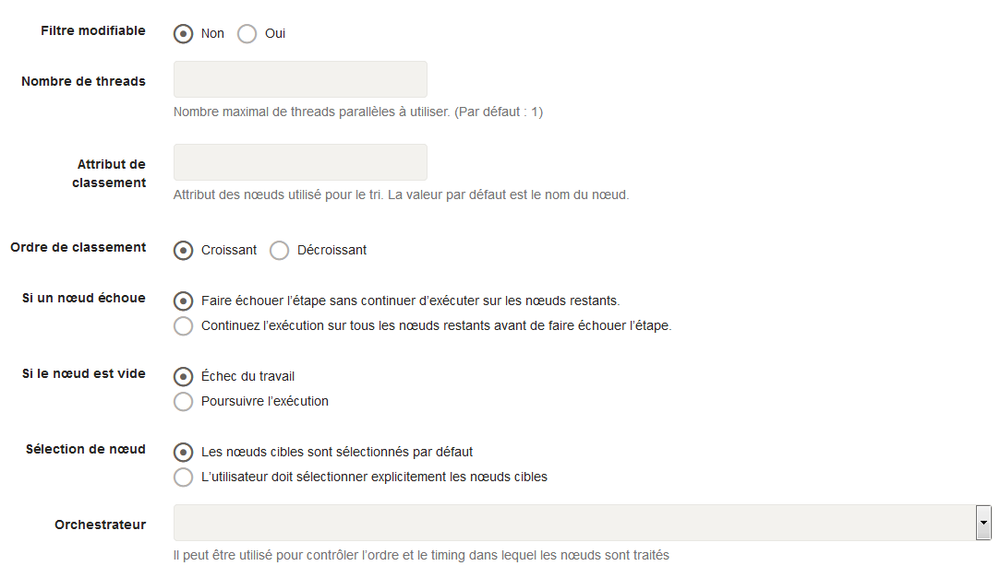 Filtre modifiable Non Oui
Nombre de threads
Nombre maximal de threads parallèles à utiliser. (Par défaut : 1)
Attribut de
classement
Attribut des nœuds utilisé pour le tri. La valeur par défaut est le nom du nœud.
Ordre de classement Croissant Décroissant
Si un nœud échoue Faire échouer l’étape sans continuer d’exécuter sur les nœuds restants.
Continuez l’exécution sur tous les nœuds restants avant de faire échouer l’étape.
Si le nœud est vide Échec du travail
Poursuivre l’exécution
Sélection de nœud Les nœuds cibles sont sélectionnés par défaut
L’utilisateur doit sélectionner explicitement les nœuds cibles
Orchestrateur
Il peut être utilisé pour contrôler l’ordre et le timing dans lequel les nœuds sont traités